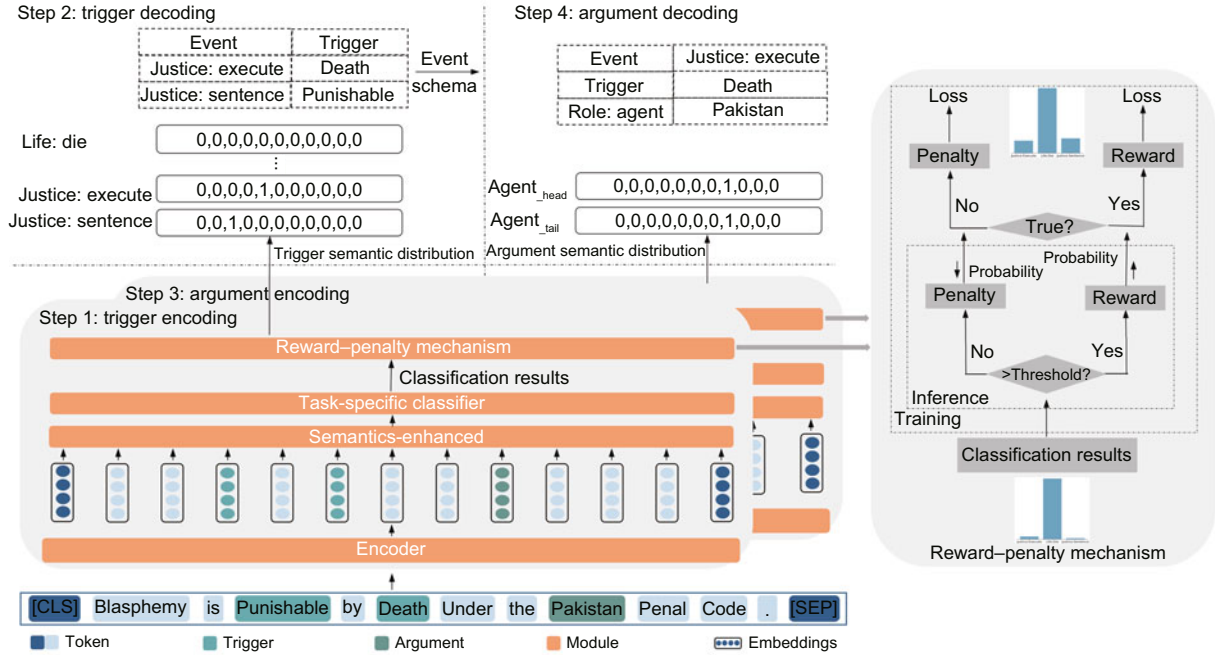 Step 2: trigger decoding
Event Trigger
Justice: execute Death
Justice: sentence Punishable
Event
schema
Life: die 0,0,0,0,0,0,0,0,0,0,0
⋮
Justice: execute 0,0,0,0,1,0,0,0,0,0,0
Justice: sentence 0,0,1,0,0,0,0,0,0,0,0
Trigger semantic distribution
Step 4: argument decoding
Event Justice: execute
Trigger Death
Role: agent Pakistan
Agent_head 0,0,0,0,0,0,0,1,0,0,0
Agent_tail 0,0,0,0,0,0,0,1,0,0,0
Argument semantic distribution
Step 3: argument encoding
Step 1: trigger encoding
Reward–penalty mechanism
Classification results
Task-specific classifier
Semantics-enhanced
Encoder
[CLS] Blasphemy is Punishable by Death Under the Pakistan Penal Code . [SEP]
Token Trigger Argument Module Embeddings
Loss Loss
Penalty Reward
No Yes
True?
Probability Probability
Penalty Reward
No Yes
>Threshold?
Inference
Training
Classification results
Reward–penalty mechanism